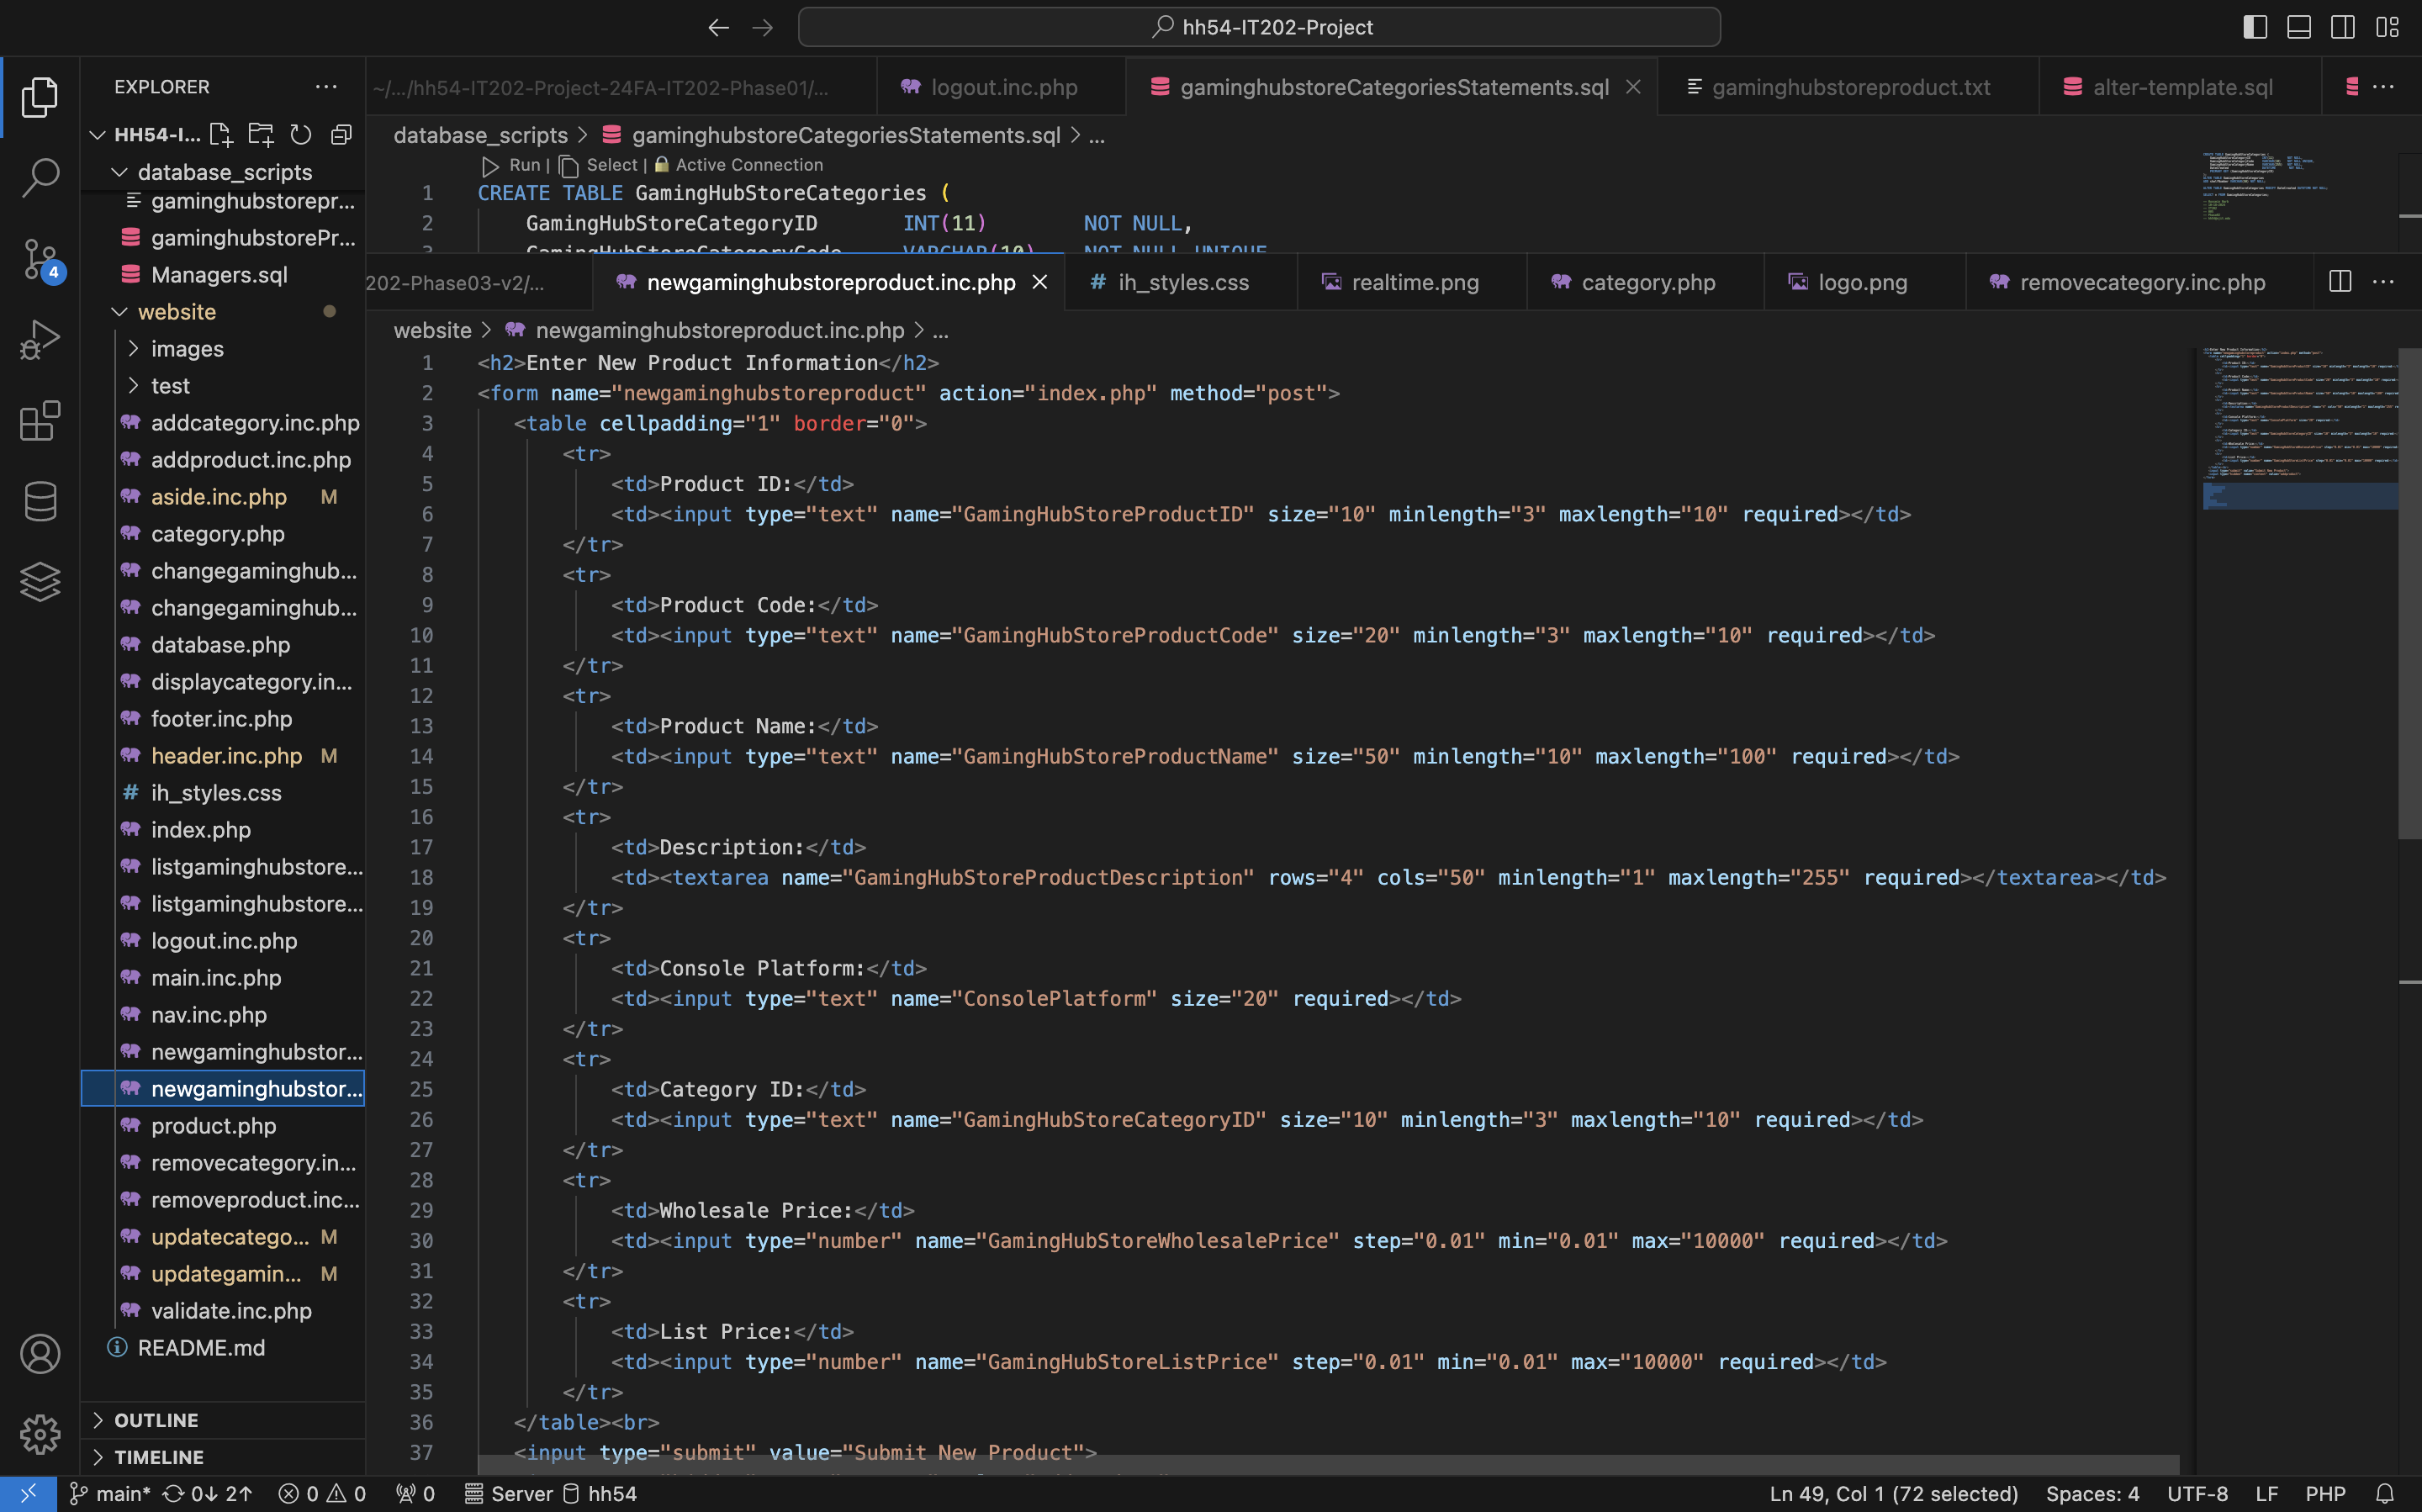 hh54-IT202-Project
EXPLORER
HH54-I...
database_scripts
gaminghubstorepr...
gaminghubstorePr...
Managers.sql
website
images
test
addcategory.inc.php
addproduct.inc.php
aside.inc.php M
category.php
changegaminghub...
changegaminghub...
database.php
displaycategory.in...
footer.inc.php
header.inc.php M
# ih_styles.css
index.php
listgaminghubstore...
listgaminghubstore...
logout.inc.php
main.inc.php
nav.inc.php
newgaminghubstor...
newgaminghubstor...
product.php
removecategory.in...
removeproduct.inc...
updatecatego... M
updategamin... M
validate.inc.php
README.md
OUTLINE
TIMELINE
4
~/.../hh54-IT202-Project-24FA-IT202-Phase01/...
logout.inc.php
gaminghubstoreCategoriesStatements.sql
gaminghubstoreproduct.txt
alter-template.sql
database_scripts > gaminghubstoreCategoriesStatements.sql > ...
Run | Select | Active Connection
1 CREATE TABLE GamingHubStoreCategories (
2 GamingHubStoreCategoryID INT(11) NOT NULL,
3 GamingHubStoreCategoryCode VARCHAR(10) NOT NULL UNIQUE
202-Phase03-v2/...
newgaminghubstoreproduct.inc.php
# ih_styles.css
realtime.png
category.php
logo.png
removecategory.inc.php
website > newgaminghubstoreproduct.inc.php > ...
1 <h2>Enter New Product Information</h2>
2 <form name="newgaminghubstoreproduct" action="index.php" method="post">
3 <table cellpadding="1" border="0">
4 <tr>
5 <td>Product ID:</td>
6 <td><input type="text" name="GamingHubStoreProductID" size="10" minlength="3" maxlength="10" required></td>
7 </tr>
8 <tr>
9 <td>Product Code:</td>
10 <td><input type="text" name="GamingHubStoreProductCode" size="20" minlength="3" maxlength="10" required></td>
11 </tr>
12 <tr>
13 <td>Product Name:</td>
14 <td><input type="text" name="GamingHubStoreProductName" size="50" minlength="10" maxlength="100" required></td>
15 </tr>
16 <tr>
17 <td>Description:</td>
18 <td><textarea name="GamingHubStoreProductDescription" rows="4" cols="50" minlength="1" maxlength="255" required></textarea></td>
19 </tr>
20 <tr>
21 <td>Console Platform:</td>
22 <td><input type="text" name="ConsolePlatform" size="20" required></td>
23 </tr>
24 <tr>
25 <td>Category ID:</td>
26 <td><input type="text" name="GamingHubStoreCategoryID" size="10" minlength="3" maxlength="10" required></td>
27 </tr>
28 <tr>
29 <td>Wholesale Price:</td>
30 <td><input type="number" name="GamingHubStoreWholesalePrice" step="0.01" min="0.01" max="10000" required></td>
31 </tr>
32 <tr>
33 <td>List Price:</td>
34 <td><input type="number" name="GamingHubStoreListPrice" step="0.01" min="0.01" max="10000" required></td>
35 </tr>
36 </table><br>
37 <input type="submit" value="Submit New Product">
main* 0↓ 2↑ 0 0 0 Server hh54
Ln 49, Col 1 (72 selected) Spaces: 4 UTF-8 LF PHP